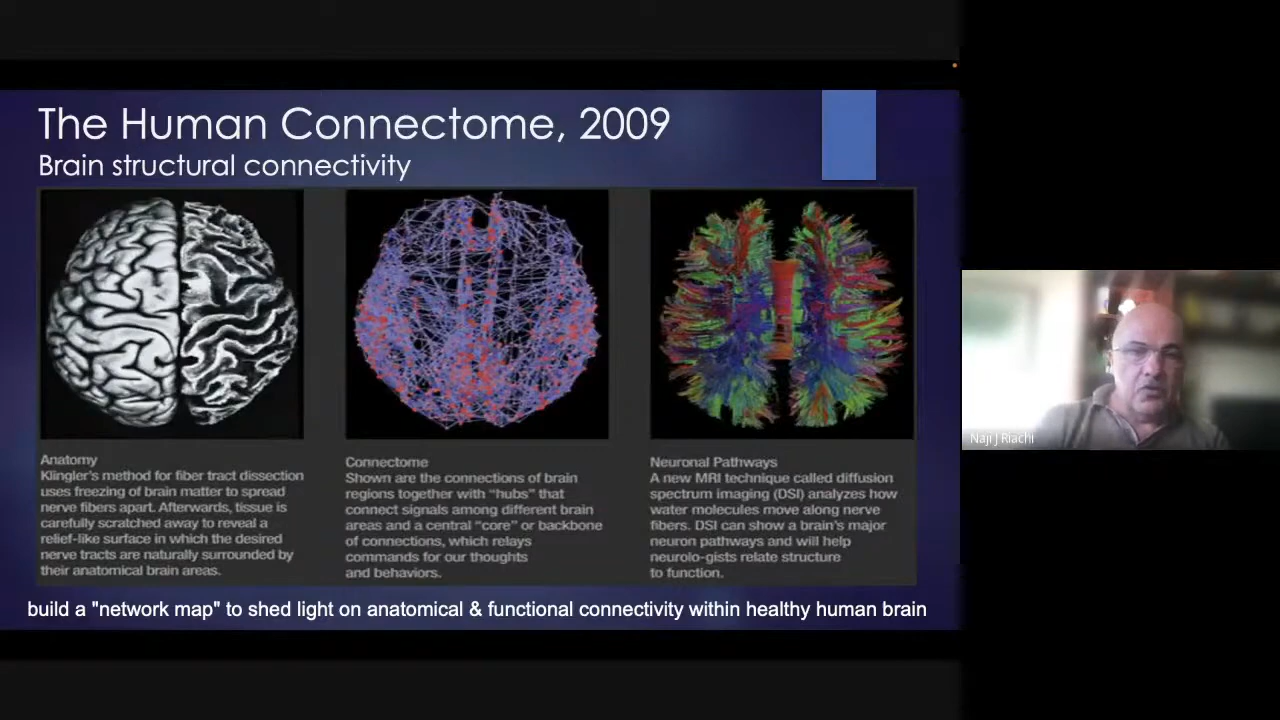 The Human Connectome, 2009
Brain structural connectivity
Anatomy
Klingler's method for fiber tract dissection
uses freezing of brain matter to spread
nerve fibers apart. Afterwards, tissue is
carefully scratched away to reveal a
relief-like surface in which the desired
nerve tracts are naturally surrounded by
their anatomical brain areas.
Connectome
Shown are the connections of brain
regions together with "hubs" that
connect signals among different brain
areas and a central "core" or backbone
of connections, which relays
commands for our thoughts
and behaviors.
Neuronal Pathways
A new MRI technique called diffusion
spectrum imaging (DSI) analyzes how
water molecules move along nerve
fibers. DSI can show a brain's major
neuron pathways and will help
neurolo-gists relate structure
to function.
build a "network map" to shed light on anatomical & functional connectivity within healthy human brain
Naji J Riachi